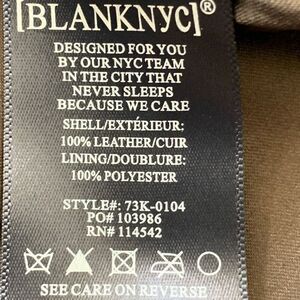 [BLANKNYC]®
DESIGNED FOR YOU
BY OUR NYC TEAM
IN THE CITY THAT
NEVER SLEEPS
BECAUSE WE CARE
SHELL/EXTÉRIEUR:
100% LEATHER/CUIR
LINING/DOUBLURE:
100% POLYESTER
STYLE#: 73K-0104
PO# 103986
RN# 114542
SEE CARE ON REVERSE